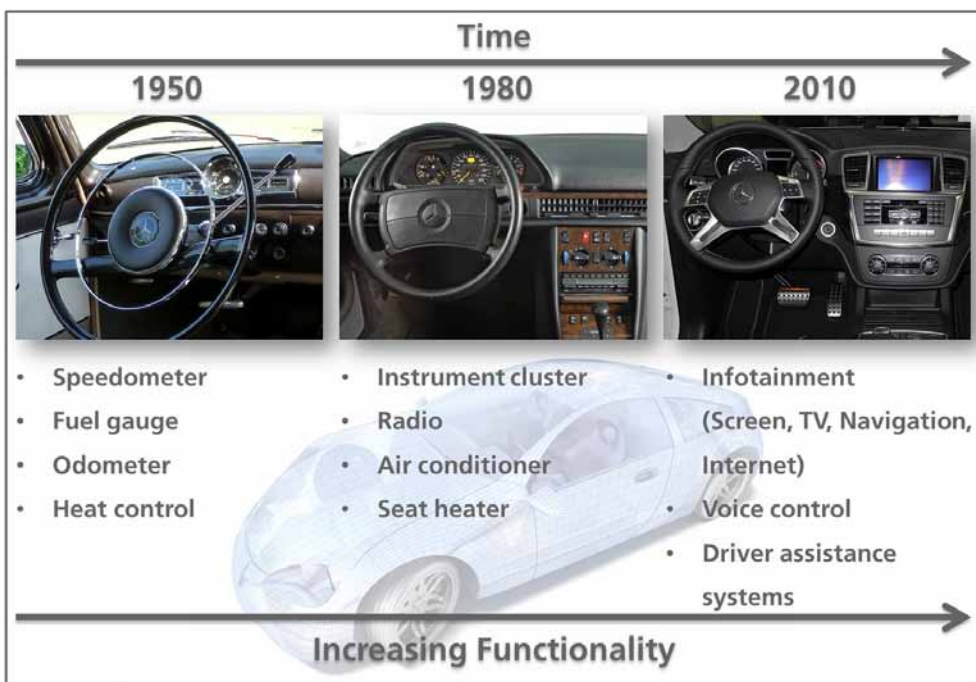 Time
1950
1980
2010
• Speedometer
• Fuel gauge
• Odometer
• Heat control
• Instrument cluster
• Radio
• Air conditioner
• Seat heater
• Infotainment
(Screen, TV, Navigation,
Internet)
• Voice control
• Driver assistance
systems
Increasing Functionality